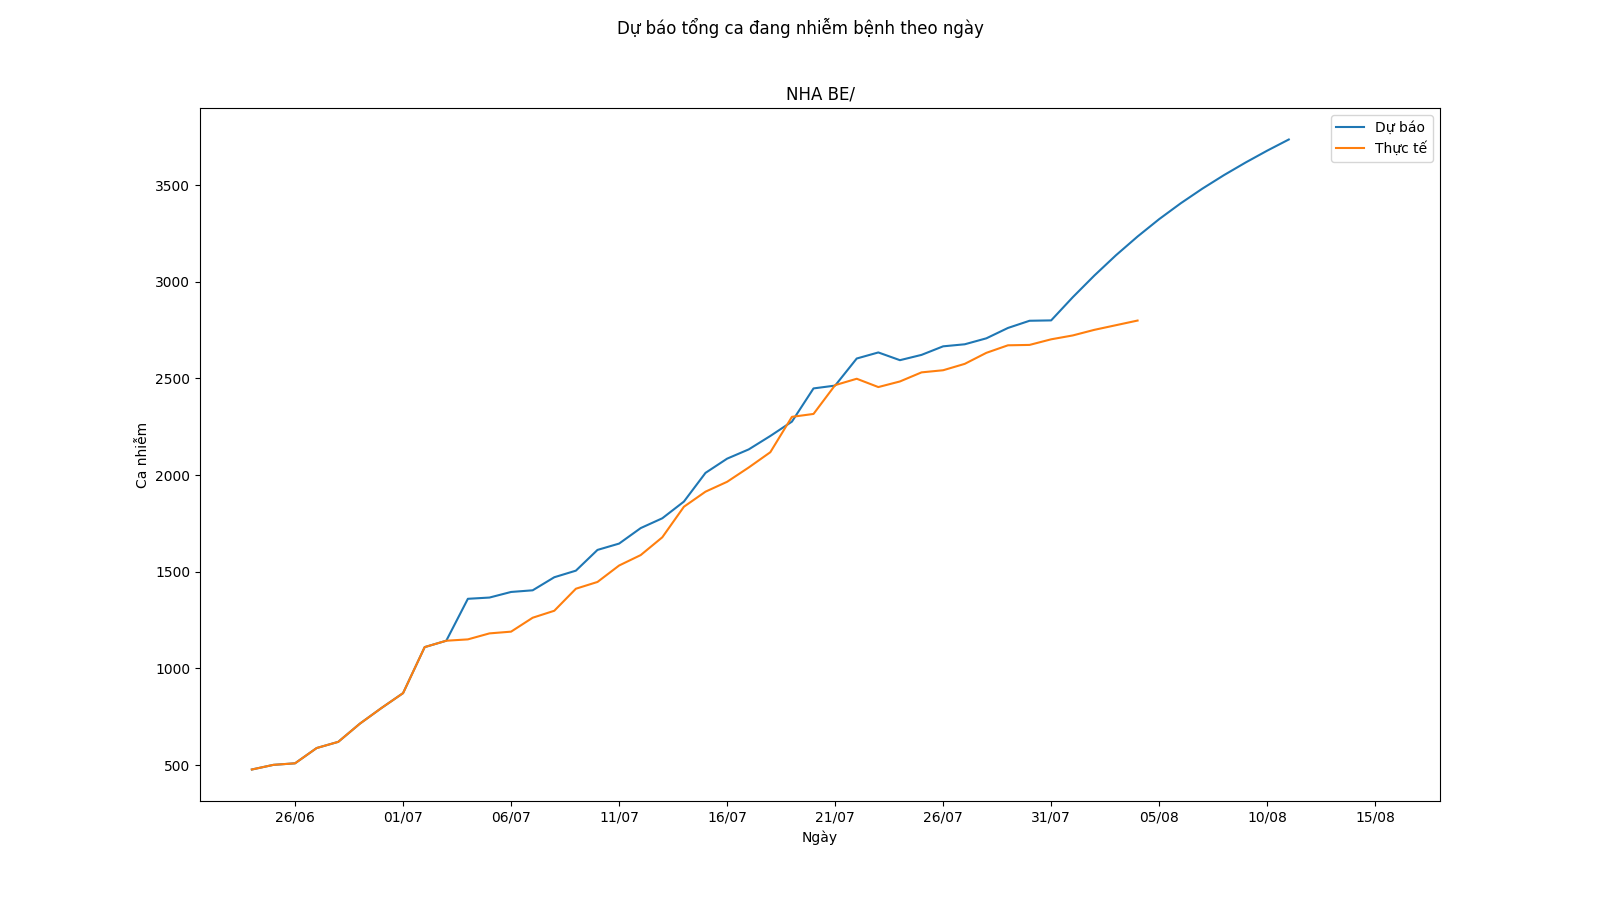 Dự báo tổng ca đang nhiễm bệnh theo ngày
NHA BE/
Dự báo
Thực tế
3500
3000
2500
2000
1500
1000
500
Ca nhiễm
26/06 01/07 06/07 11/07 16/07 21/07 26/07 31/07 05/08 10/08 15/08
Ngày